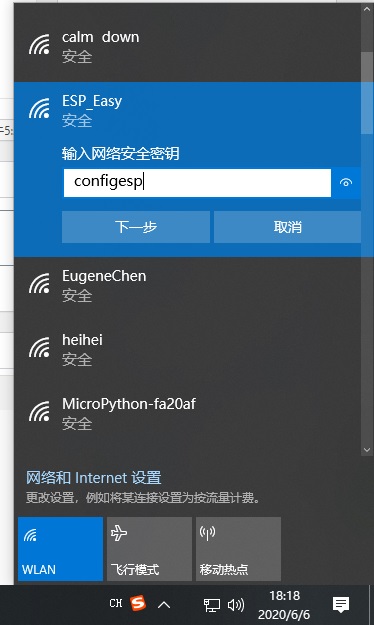 calm down
安全
ESP_Easy
安全
输入网络安全密钥
configesp
下一步
取消
EugeneChen
安全
heihei
安全
MicroPython-fa20af
安全
网络和 Internet 设置
更改设置，例如将某连接设置为按流量计费。
WLAN
飞行模式
移动热点
CH
18:18
2020/6/6